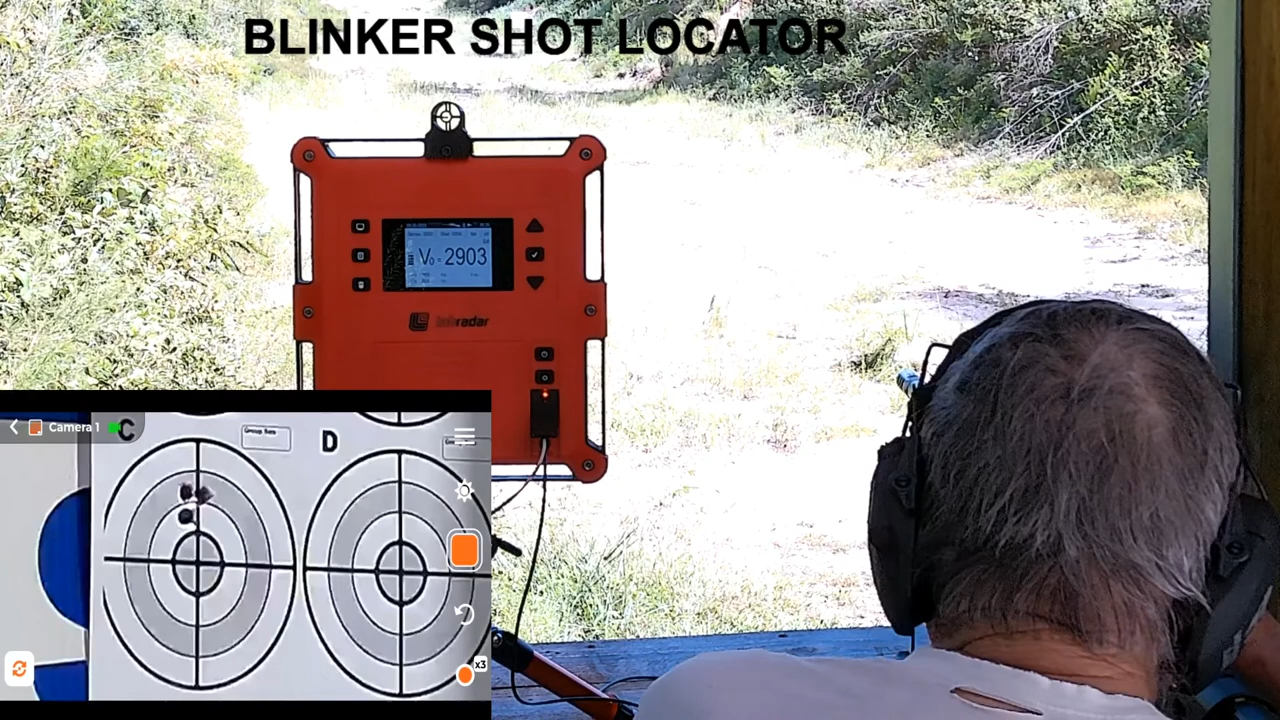 BLINKER SHOT LOCATOR
V0 = 2903
labradar
Camera 1
C
Group Size
D
x3